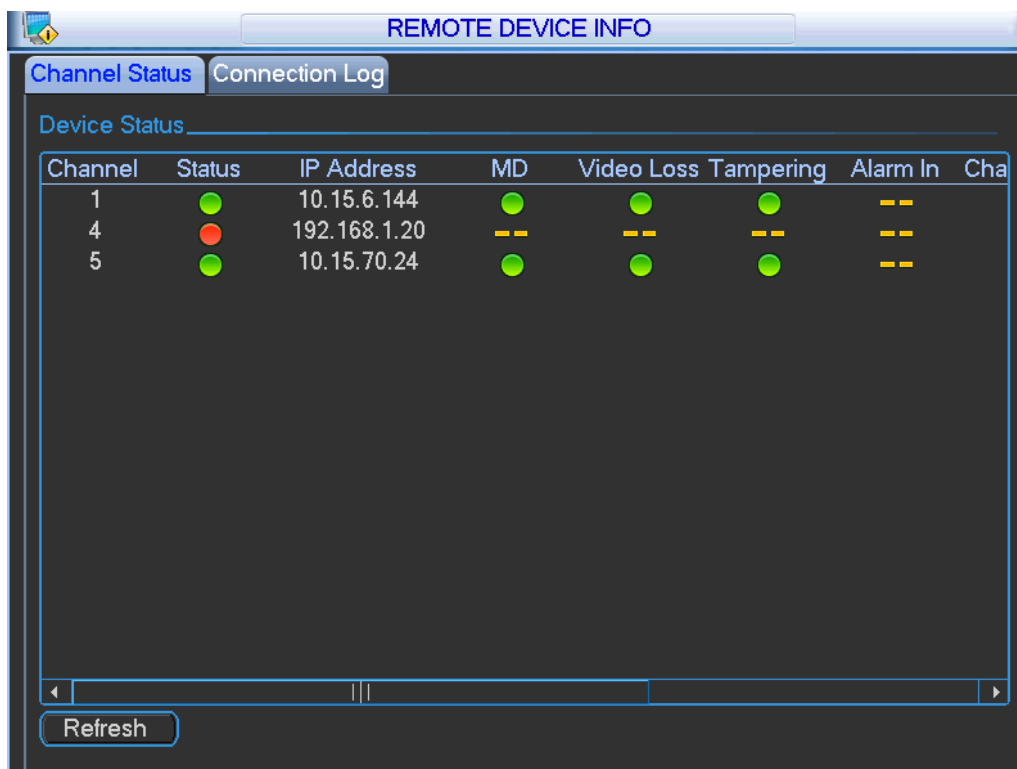 REMOTE DEVICE INFO
Channel Status Connection Log
Device Status
Channel Status IP Address MD Video Loss Tampering Alarm In Cha
1 10.15.6.144 --
4 192.168.1.20 -- -- -- --
5 10.15.70.24 --
Refresh